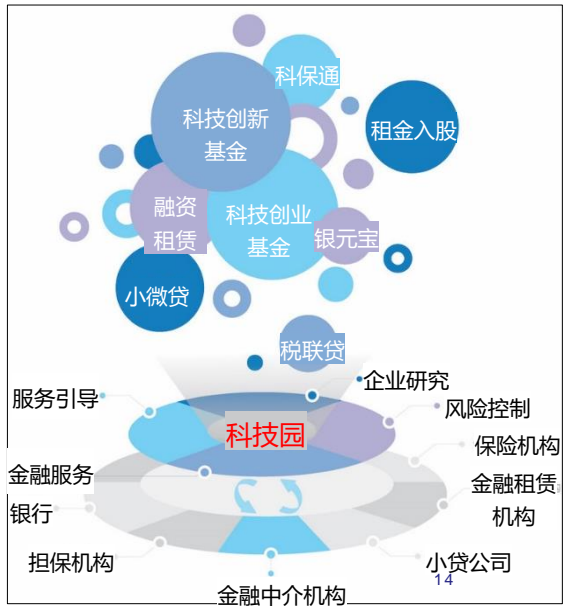 科保通
科技创新
基金
租金入股
融资
租赁
科技创业
基金
银元宝
小微贷
税联贷
企业研究
服务引导
风险控制
科技园
保险机构
金融服务
金融租赁
机构
银行
担保机构
小贷公司
14
金融中介机构